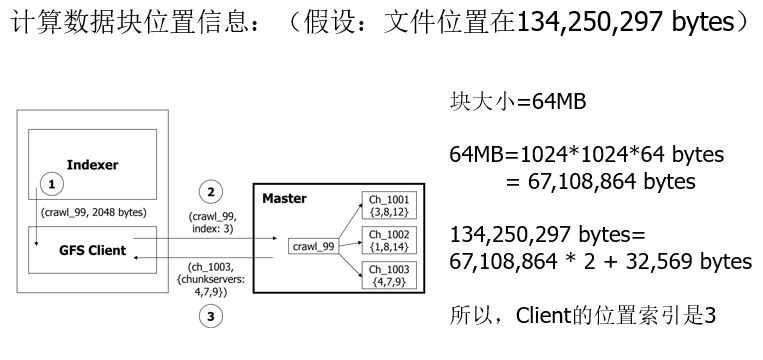 计算数据块位置信息：（假设：文件位置在134,250,297 bytes）
Indexer
1
(crawl_99, 2048 bytes)
GFS Client
2
(crawl_99,
index: 3)
(ch_1003,
{chunkservers:
4,7,9})
3
Master
crawl_99
Ch_1001
{3,8,12}
Ch_1002
{1,8,14}
Ch_1003
{4,7,9}
块大小=64MB
64MB=1024*1024*64 bytes
= 67,108,864 bytes
134,250,297 bytes=
67,108,864 * 2 + 32,569 bytes
所以，Client的位置索引是3